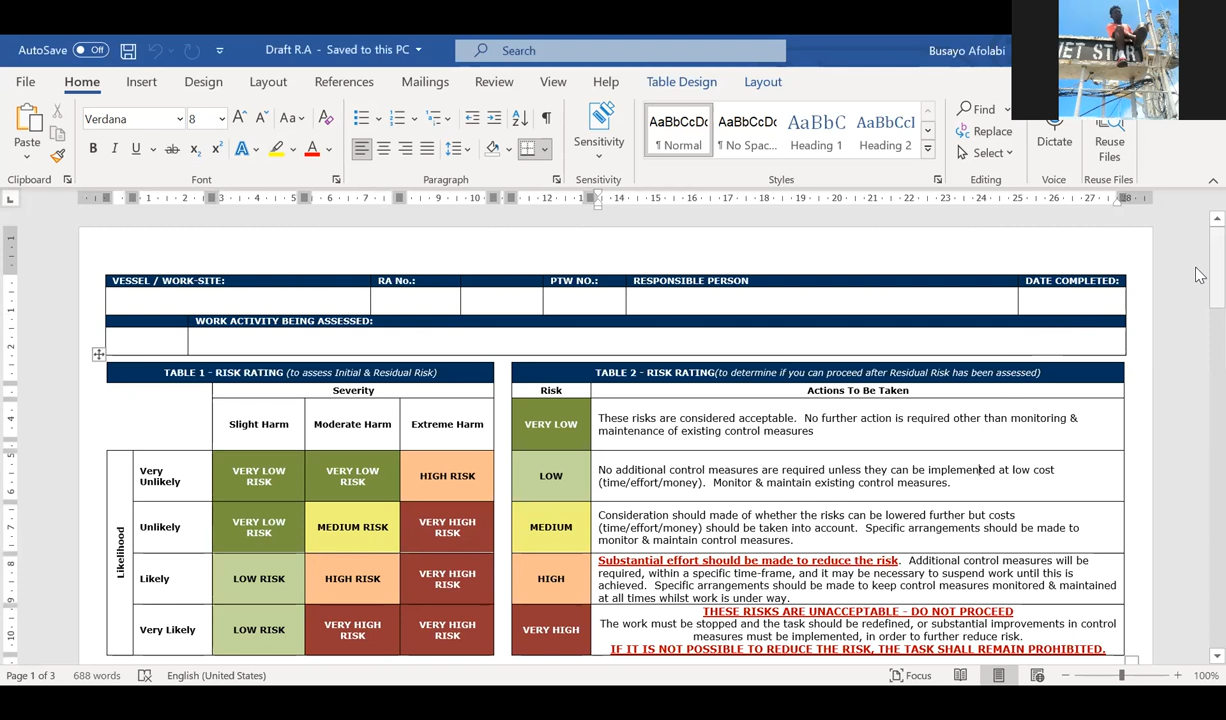 AutoSave Off Draft R.A - Saved to this PC Search Busayo Afolabi
File Home Insert Design Layout References Mailings Review View Help Table Design Layout
Verdana 8 Aa
Paste
B I U ab x2 x2 A A
AaBbCcDc AaBbCcDc AaBbC AaBbCcI
¶ Normal ¶ No Spac... Heading 1 Heading 2
Sensitivity
Find
Replace
Select
Dictate
Reuse Files
Clipboard Font Paragraph Sensitivity Styles Editing Voice Reuse Files
VESSEL / WORK-SITE: RA No.: PTW NO.: RESPONSIBLE PERSON DATE COMPLETED:
WORK ACTIVITY BEING ASSESSED:
TABLE 1 - RISK RATING (to assess Initial & Residual Risk)
Severity
Slight Harm Moderate Harm Extreme Harm
Likelihood
Very Unlikely VERY LOW RISK VERY LOW RISK HIGH RISK
Unlikely VERY LOW RISK MEDIUM RISK VERY HIGH RISK
Likely LOW RISK HIGH RISK VERY HIGH RISK
Very Likely LOW RISK VERY HIGH RISK VERY HIGH RISK
TABLE 2 - RISK RATING(to determine if you can proceed after Residual Risk has been assessed)
Risk Actions To Be Taken
VERY LOW
These risks are considered acceptable. No further action is required other than monitoring &
maintenance of existing control measures
LOW
No additional control measures are required unless they can be implemented at low cost
(time/effort/money). Monitor & maintain existing control measures.
MEDIUM
Consideration should made of whether the risks can be lowered further but costs
(time/effort/money) should be taken into account. Specific arrangements should be made to
monitor & maintain control measures.
HIGH
Substantial effort should be made to reduce the risk. Additional control measures will be
required, within a specific time-frame, and it may be necessary to suspend work until this is
achieved. Specific arrangements should be made to keep control measures monitored & maintained
at all times whilst work is under way.
VERY HIGH
THESE RISKS ARE UNACCEPTABLE - DO NOT PROCEED
The work must be stopped and the task should be redefined, or substantial improvements in control
measures must be implemented, in order to further reduce risk.
IF IT IS NOT POSSIBLE TO REDUCE THE RISK, THE TASK SHALL REMAIN PROHIBITED.
Page 1 of 3 688 words English (United States) Focus 100%